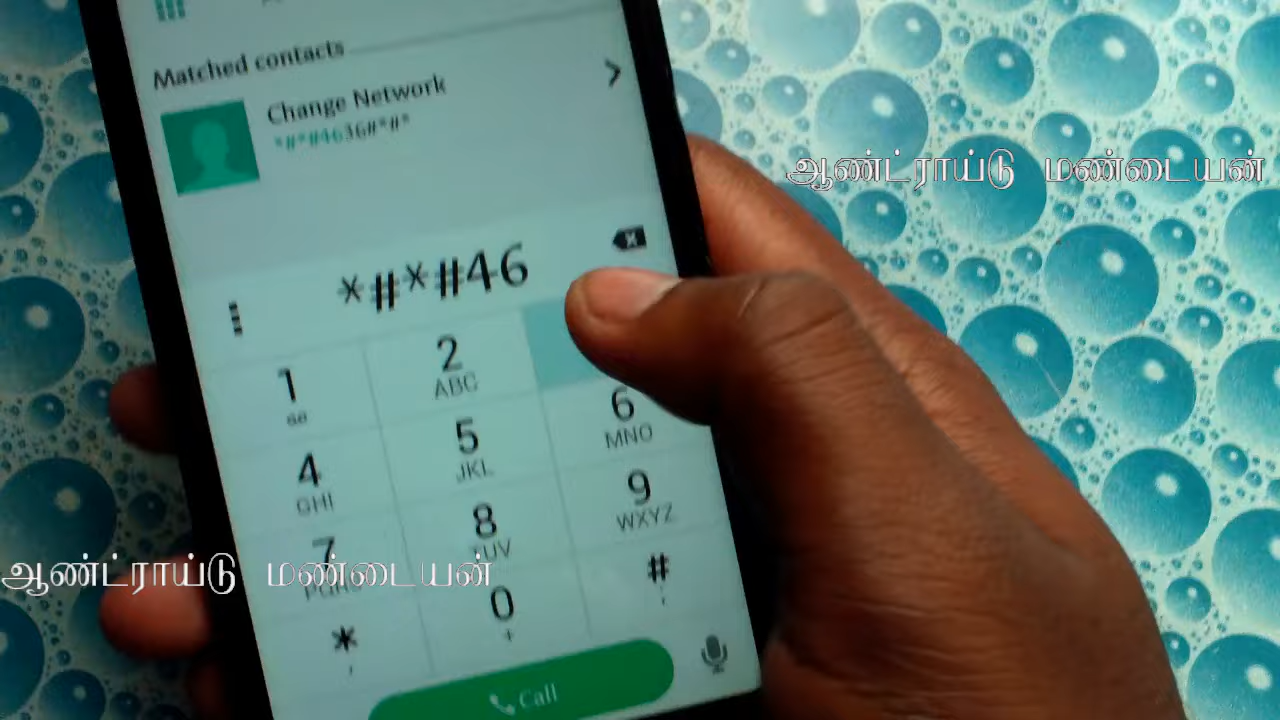 Matched contacts
Change Network
*#*#4636#*#*
ஆண்ட்ராய்டு மண்டையன்
*#*#46
1
2
ABC
4
GHI
5
JKL
6
MNO
7
8
TUV
9
WXYZ
*
,
0
+
#
;
Call
ஆண்ட்ராய்டு மண்டையன்